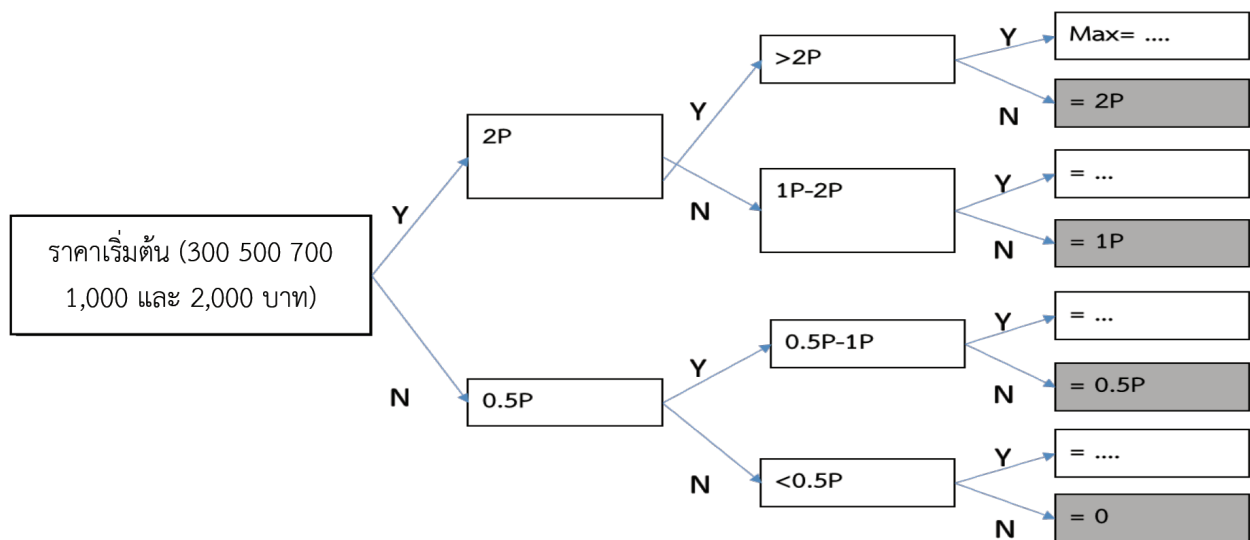 ราคาเริ่มต้น (300 500 700
1,000 และ 2,000 บาท)
Y
N
2P
0.5P
Y
N
Y
N
>2P
1P-2P
0.5P-1P
<0.5P
Y
N
Y
N
Y
N
Y
N
Max= ....
= 2P
= ...
= 1P
= ...
= 0.5P
= ....
= 0